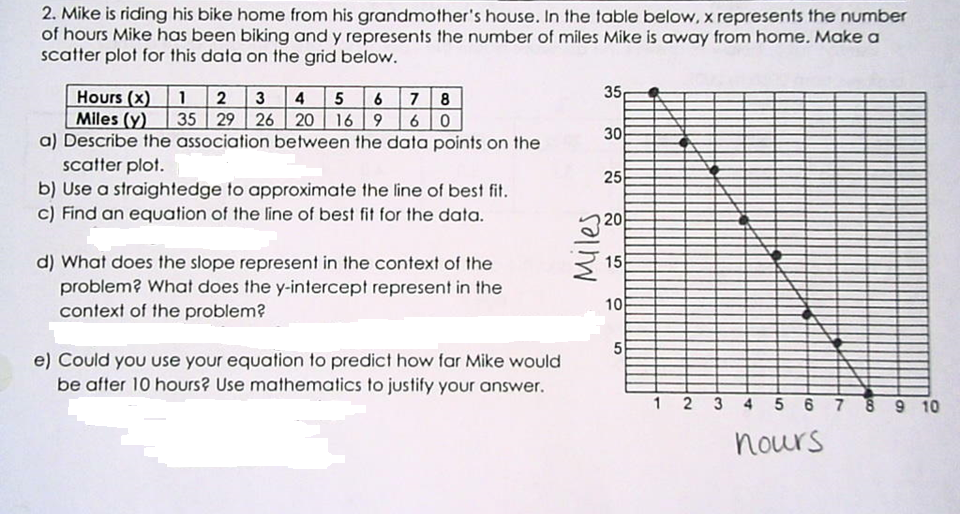 2. Mike is riding his bike home from his grandmother's house. In the table below, x represents the number
of hours Mike has been biking and y represents the number of miles Mike is away from home. Make a
scatter plot for this data on the grid below.
Hours (x) 1 2 3 4 5 6 7 8
Miles (y) 35 29 26 20 16 9 6 0
a) Describe the association between the data points on the
scatter plot.
b) Use a straightedge to approximate the line of best fit.
c) Find an equation of the line of best fit for the data.
d) What does the slope represent in the context of the
problem? What does the y-intercept represent in the
context of the problem?
e) Could you use your equation to predict how far Mike would
be after 10 hours? Use mathematics to justify your answer.
Miles
35
30
25
20
15
10
5
1 2 3 4 5 6 7 8 9 10
hours